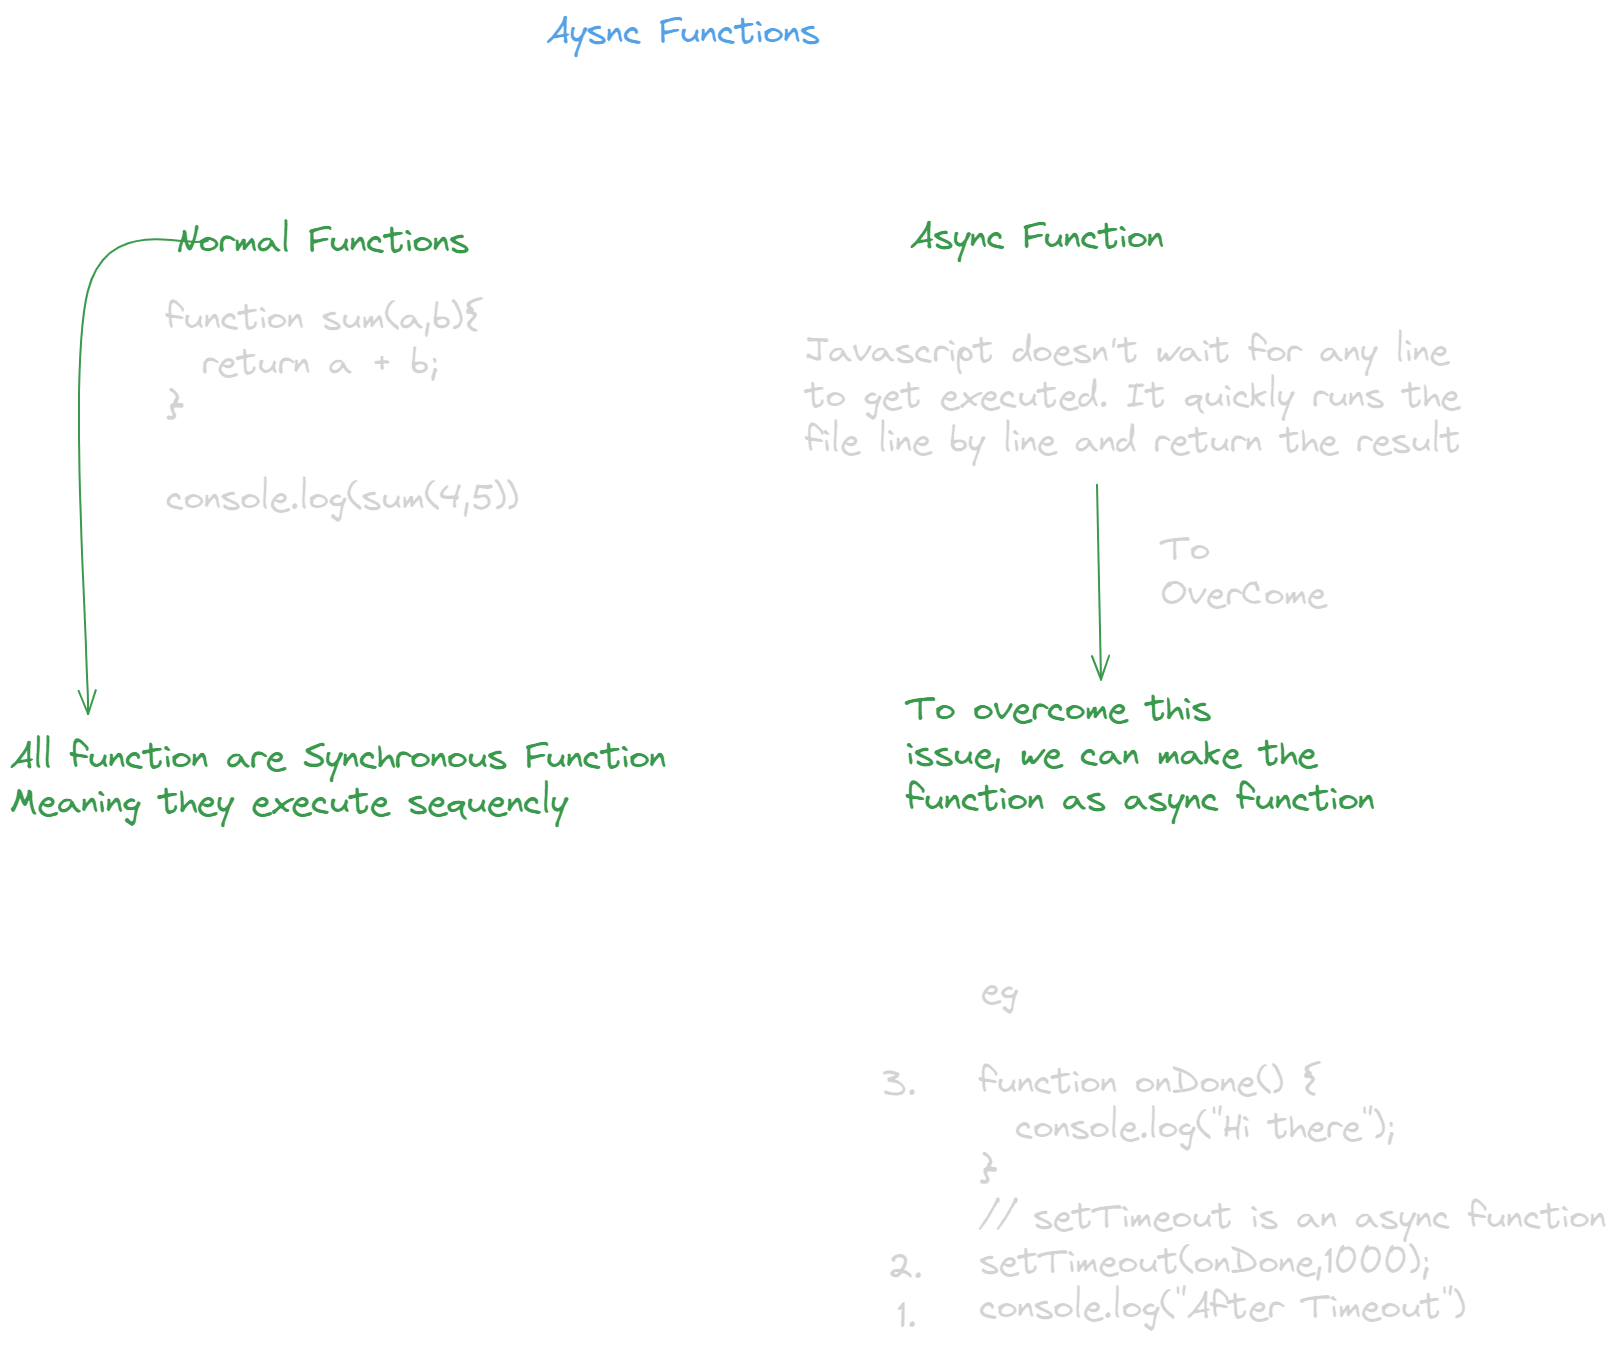 Aysnc Functions
Normal Functions
function sum(a,b){
return a + b;
}
console.log(sum(4,5))
All function are Synchronous Function
Meaning they execute sequencly
Async Function
Javascript doesn't wait for any line
to get executed. It quickly runs the
file line by line and return the result
To
OverCome
To overcome this
issue, we can make the
function as async function
eg
3. function onDone() {
console.log("Hi there");
}
// setTimeout is an async function
2. setTimeout(onDone,1000);
1. console.log("After Timeout")